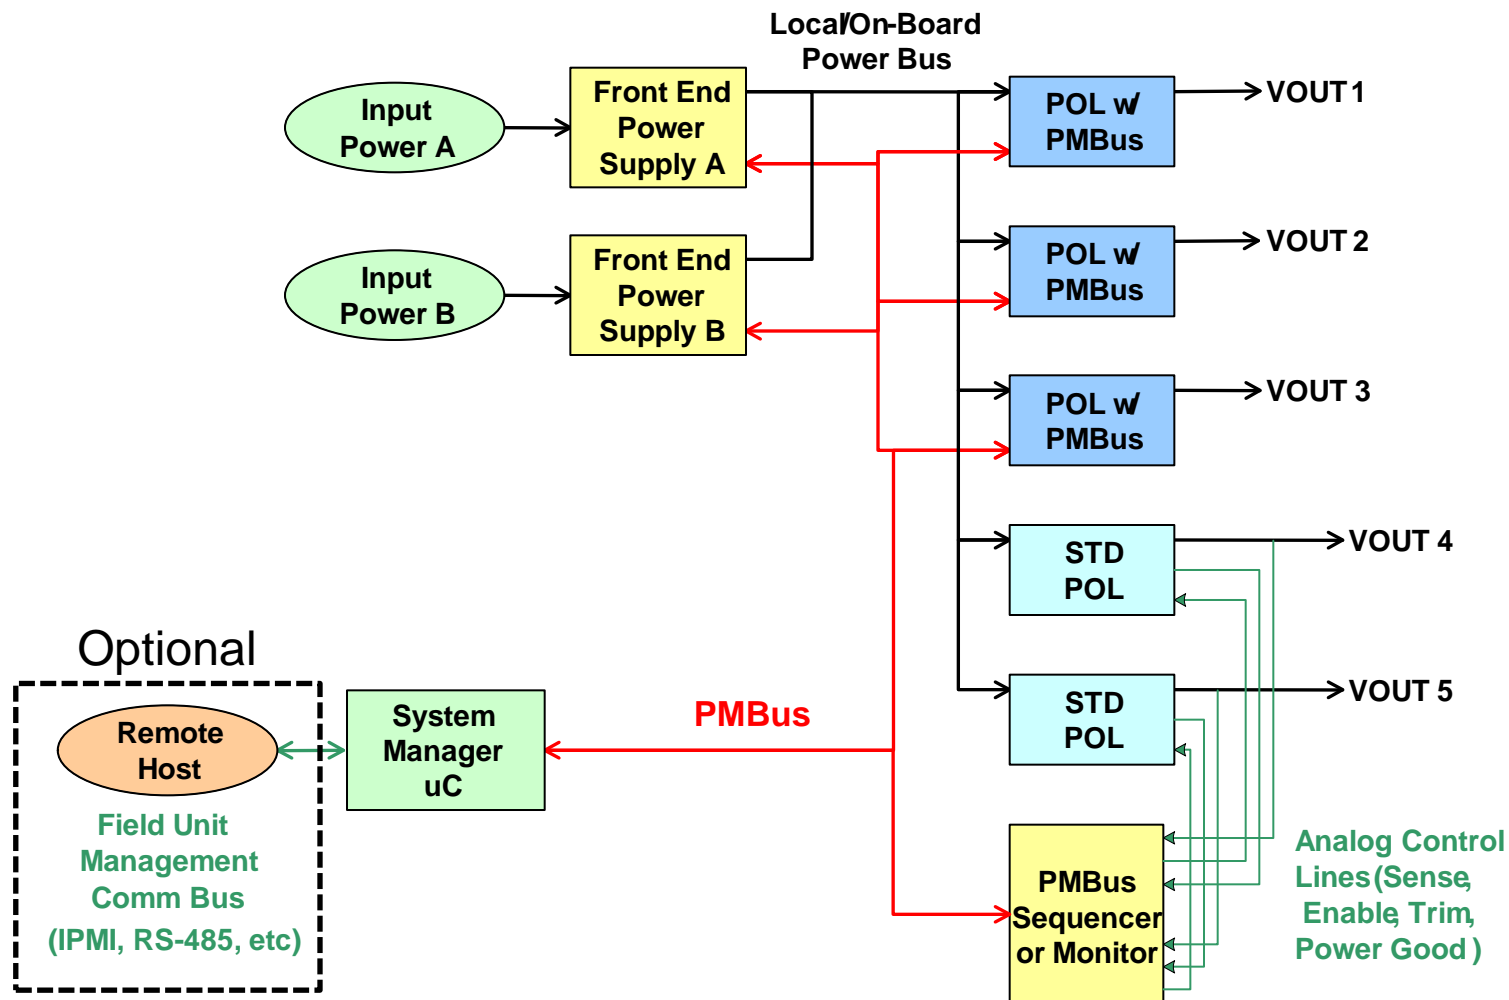 Local/On-Board
Power Bus
Input
Power A
Front End
Power
Supply A
POL w/
PMBus
VOUT 1
Input
Power B
Front End
Power
Supply B
POL w/
PMBus
VOUT 2
POL w/
PMBus
VOUT 3
STD
POL
VOUT 4
Optional
Remote
Host
System
Manager
uC
PMBus
STD
POL
VOUT 5
Field Unit
Management
Comm Bus
(IPMI, RS-485, etc)
PMBus
Sequencer
or Monitor
Analog Control
Lines (Sense,
Enable, Trim,
Power Good )